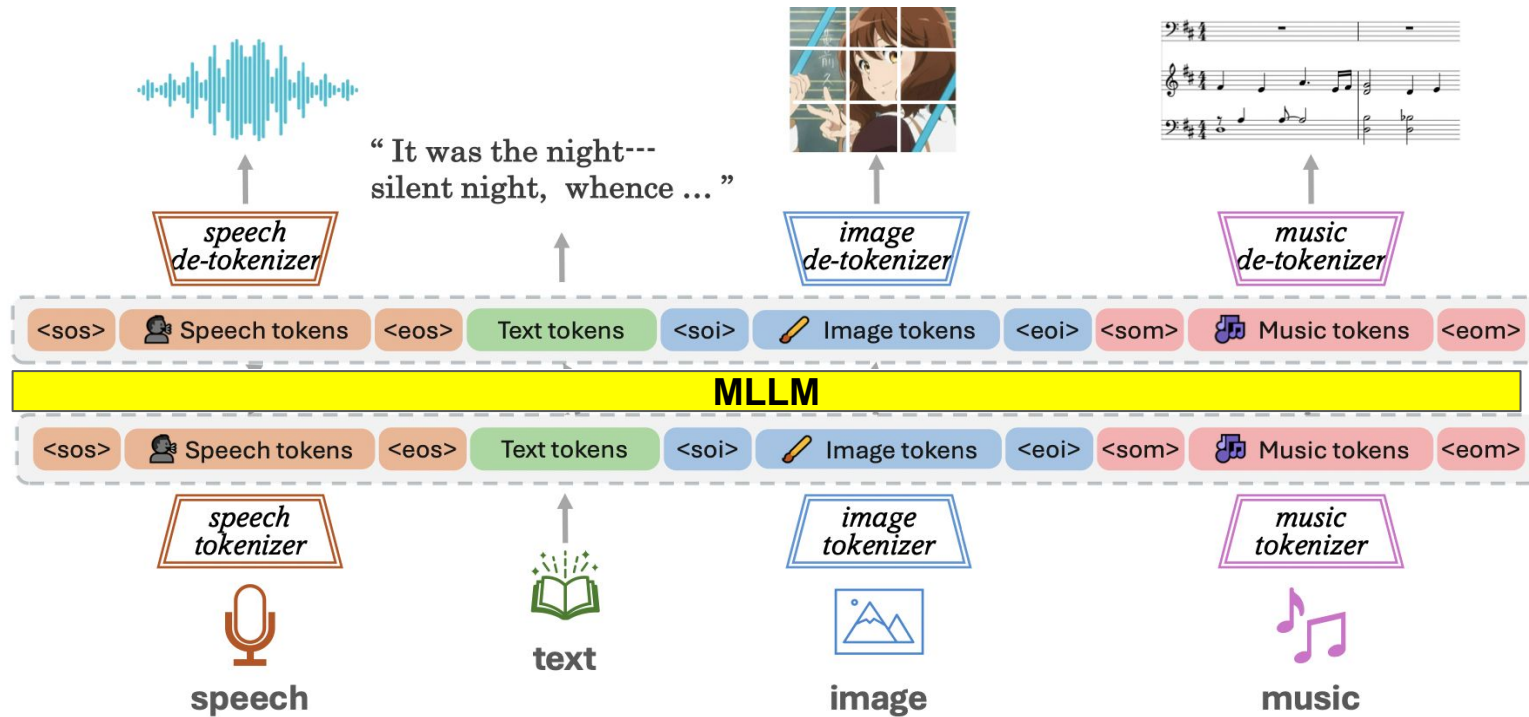 “ It was the night---
silent night, whence ... ”
speech
de-tokenizer
image
de-tokenizer
music
de-tokenizer
<sos> Speech tokens <eos> Text tokens <soi> Image tokens <eoi> <som> Music tokens <eom>
MLLM
<sos> Speech tokens <eos> Text tokens <soi> Image tokens <eoi> <som> Music tokens <eom>
speech
tokenizer
image
tokenizer
music
tokenizer
text
speech
image
music